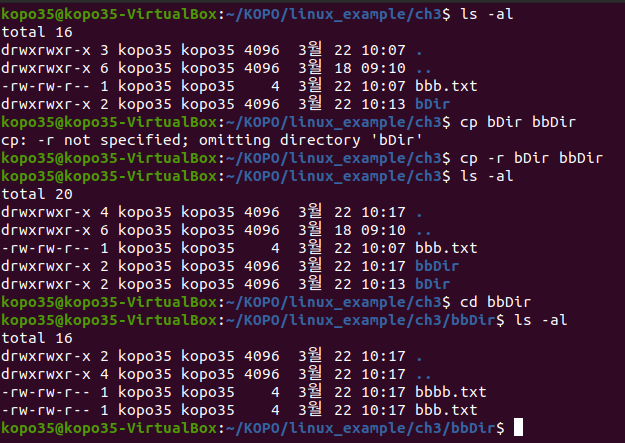 kopo35@kopo35-VirtualBox:~/KOPO/linux_example/ch3$ ls -al
total 16
drwxrwxr-x 3 kopo35 kopo35 4096  3월 22 10:07 .
drwxrwxr-x 6 kopo35 kopo35 4096  3월 18 09:10 ..
-rw-rw-r-- 1 kopo35 kopo35    4  3월 22 10:07 bbb.txt
drwxrwxr-x 2 kopo35 kopo35 4096  3월 22 10:13 bDir
kopo35@kopo35-VirtualBox:~/KOPO/linux_example/ch3$ cp bDir bbDir
cp: -r not specified; omitting directory 'bDir'
kopo35@kopo35-VirtualBox:~/KOPO/linux_example/ch3$ cp -r bDir bbDir
kopo35@kopo35-VirtualBox:~/KOPO/linux_example/ch3$ ls -al
total 20
drwxrwxr-x 4 kopo35 kopo35 4096  3월 22 10:17 .
drwxrwxr-x 6 kopo35 kopo35 4096  3월 18 09:10 ..
-rw-rw-r-- 1 kopo35 kopo35    4  3월 22 10:07 bbb.txt
drwxrwxr-x 2 kopo35 kopo35 4096  3월 22 10:17 bbDir
drwxrwxr-x 2 kopo35 kopo35 4096  3월 22 10:13 bDir
kopo35@kopo35-VirtualBox:~/KOPO/linux_example/ch3$ cd bbDir
kopo35@kopo35-VirtualBox:~/KOPO/linux_example/ch3/bbDir$ ls -al
total 16
drwxrwxr-x 2 kopo35 kopo35 4096  3월 22 10:17 .
drwxrwxr-x 4 kopo35 kopo35 4096  3월 22 10:17 ..
-rw-rw-r-- 1 kopo35 kopo35    4  3월 22 10:17 bbbb.txt
-rw-rw-r-- 1 kopo35 kopo35    4  3월 22 10:17 bbb.txt
kopo35@kopo35-VirtualBox:~/KOPO/linux_example/ch3/bbDir$